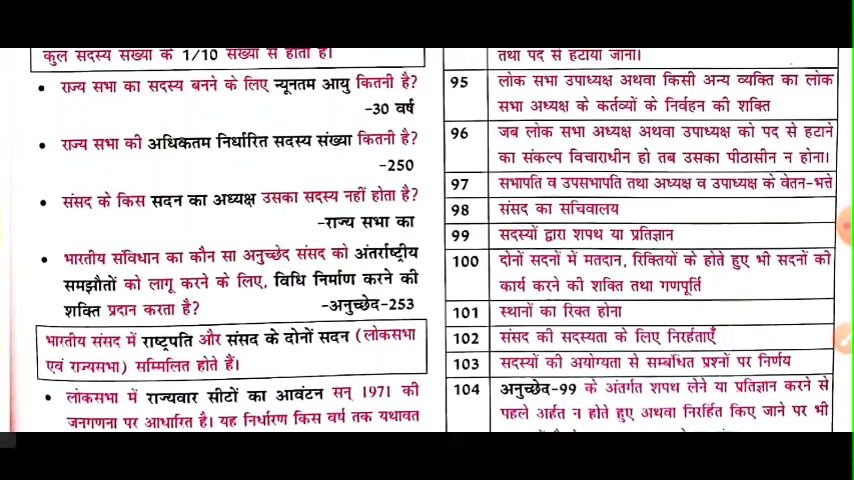 कुल सदस्य संख्या के 1/10 संख्या से होता है।
• राज्य सभा का सदस्य बनने के लिए न्यूनतम आयु कितनी है?
-30 वर्ष
• राज्य सभा की अधिकतम निर्धारित सदस्य संख्या कितनी है?
-250
• संसद के किस सदन का अध्यक्ष उसका सदस्य नहीं होता है?
-राज्य सभा का
• भारतीय संविधान का कौन सा अनुच्छेद संसद को अंतर्राष्ट्रीय
समझौतों को लागू करने के लिए, विधि निर्माण करने की
शक्ति प्रदान करता है? -अनुच्छेद-253
भारतीय संसद में राष्ट्रपति और संसद के दोनों सदन (लोकसभा
एवं राज्यसभा) सम्मिलित होते हैं।
• लोकसभा में राज्यवार सीटों का आवंटन सन् 1971 की
जनगणना पर आधारित है। यह निर्धारण किस वर्ष तक यथावत
तथा पद से हटाया जाना।
95 लोक सभा उपाध्यक्ष अथवा किसी अन्य व्यक्ति का लोक
सभा अध्यक्ष के कर्तव्यों के निर्वहन की शक्ति
96 जब लोक सभा अध्यक्ष अथवा उपाध्यक्ष को पद से हटाने
का संकल्प विचाराधीन हो तब उसका पीठासीन न होना।
97 सभापति व उपसभापति तथा अध्यक्ष व उपाध्यक्ष के वेतन-भत्ते
98 संसद का सचिवालय
99 सदस्यों द्वारा शपथ या प्रतिज्ञान
100 दोनों सदनों में मतदान, रिक्तियों के होते हुए भी सदनों की
कार्य करने की शक्ति तथा गणपूर्ति
101 स्थानों का रिक्त होना
102 संसद की सदस्यता के लिए निरर्हताएँ
103 सदस्यों की अयोग्यता से सम्बंधित प्रश्नों पर निर्णय
104 अनुच्छेद-99 के अंतर्गत शपथ लेने या प्रतिज्ञान करने से
पहले आर्हत न होते हुए अथवा निरर्हित किए जाने पर भी